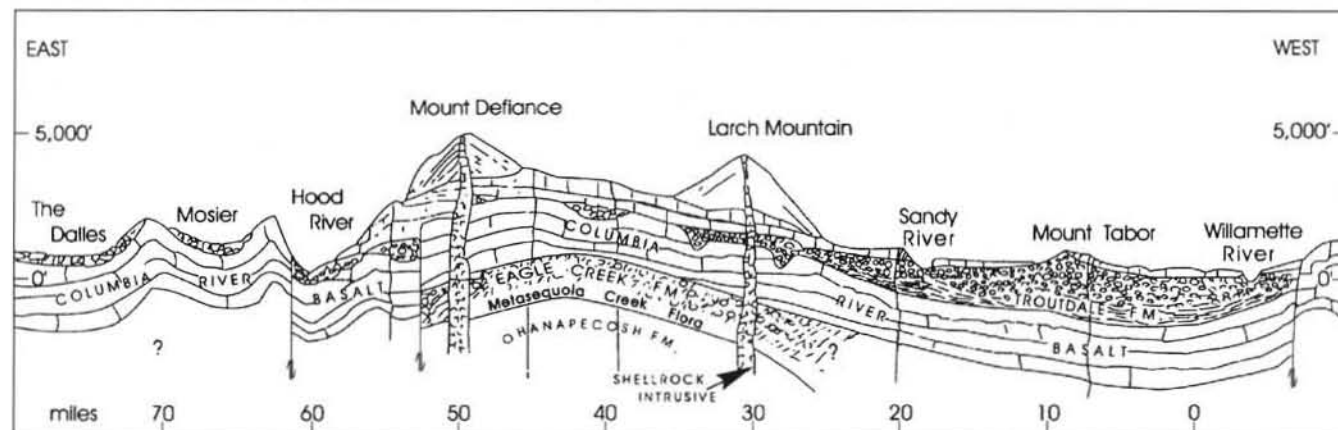 EAST
WEST
Mount Defiance
Larch Mountain
5,000'
5,000'
The
Dalles
Mosier
Hood
River
Sandy
River
Mount Tabor
Willamette
River
0'
0'
COLUMBIA RIVER BASALT
COLUMBIA RIVER BASALT
EAGLE CREEK FM.
Metasequoia Creek Flora
OHANAPECOSH FM.
TROUTDALE FM.
?
?
SHELLROCK
INTRUSIVE
miles 70 60 50 40 30 20 10 0